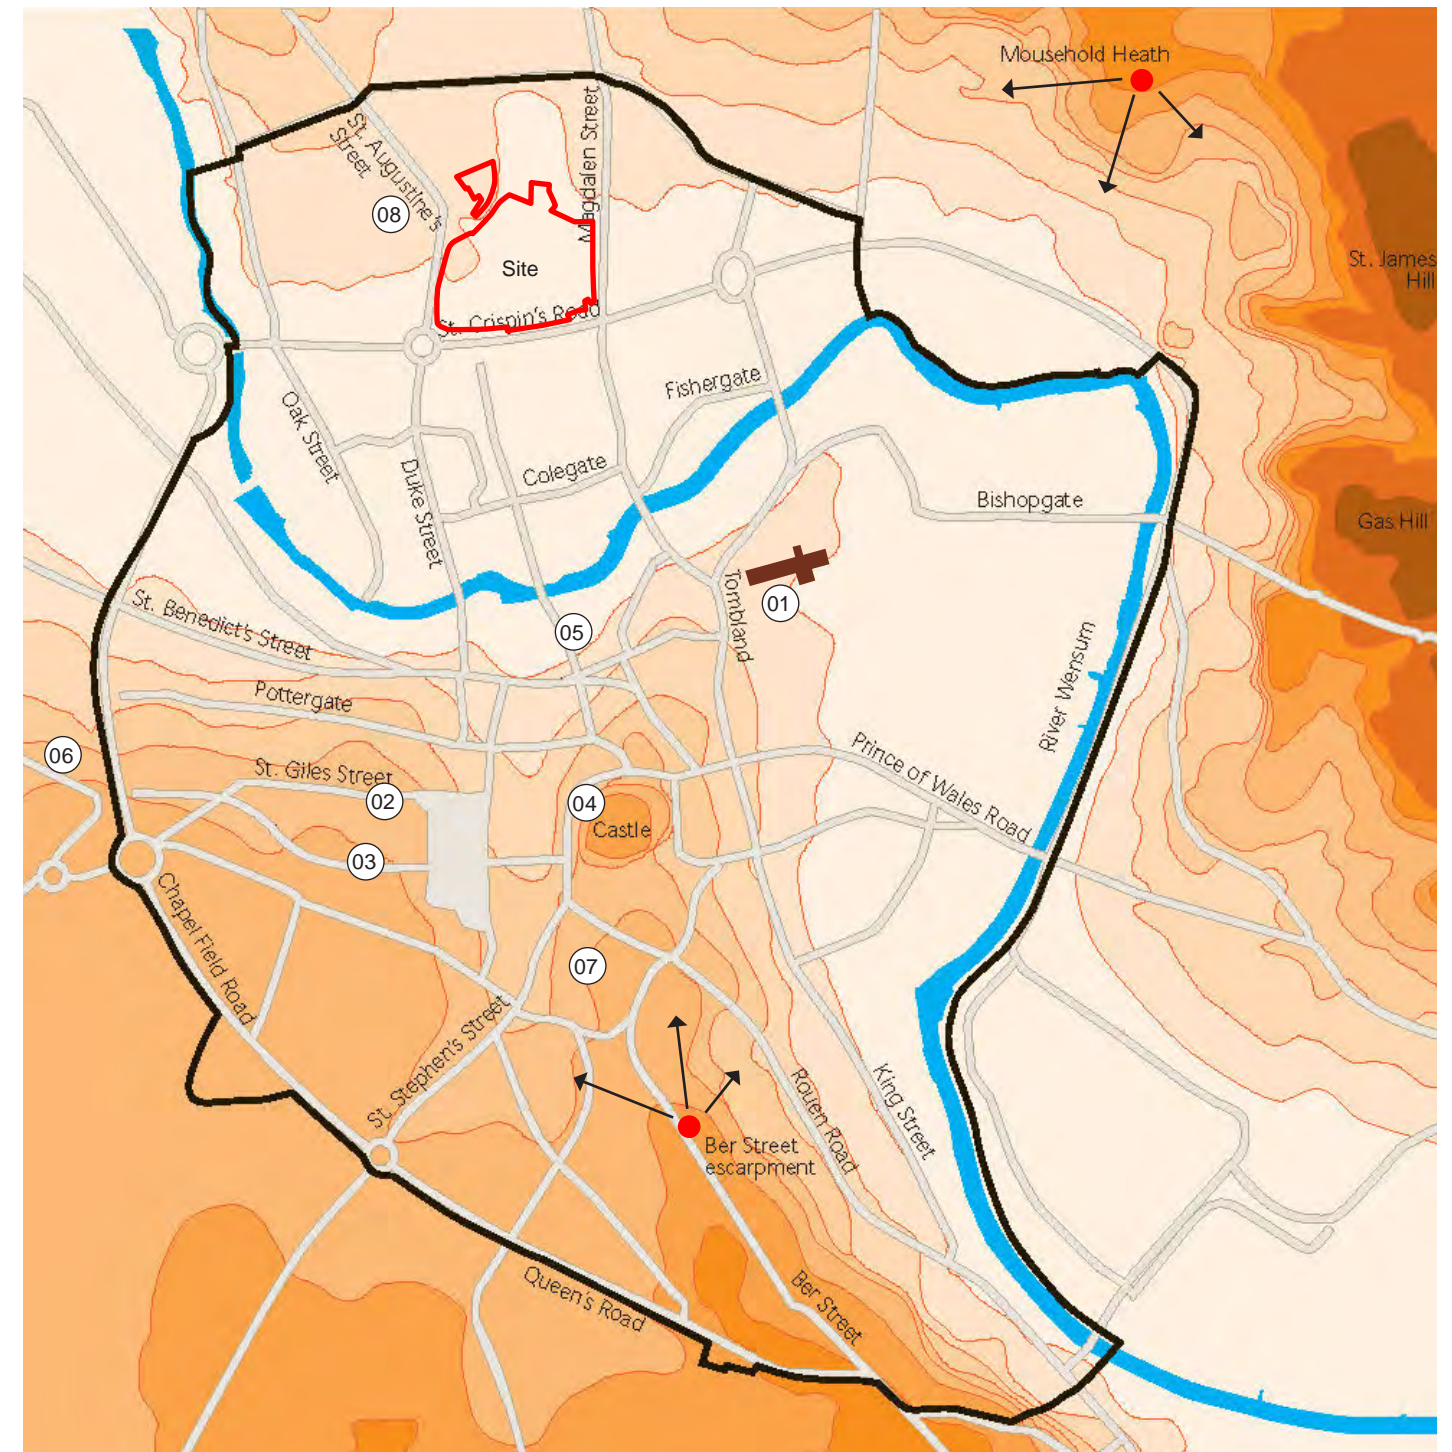 Mousehold Heath
St. Augustine's
Street
Magdalen Street
08
Site
St. James
Hill
St. Crispin's Road
Fishergate
Oak Street
Duke Street
Colegate
Bishopgate
Gas Hill
Tombland
01
St. Benedict's Street
05
River Wensum
Pottergate
06
St. Giles Street
02
04
Castle
Prince of Wales Road
03
Chapel Field Road
07
St. Stephen's Street
Rouen Road
King Street
Ber Street
escarpment
Queen's Road
Ber Street